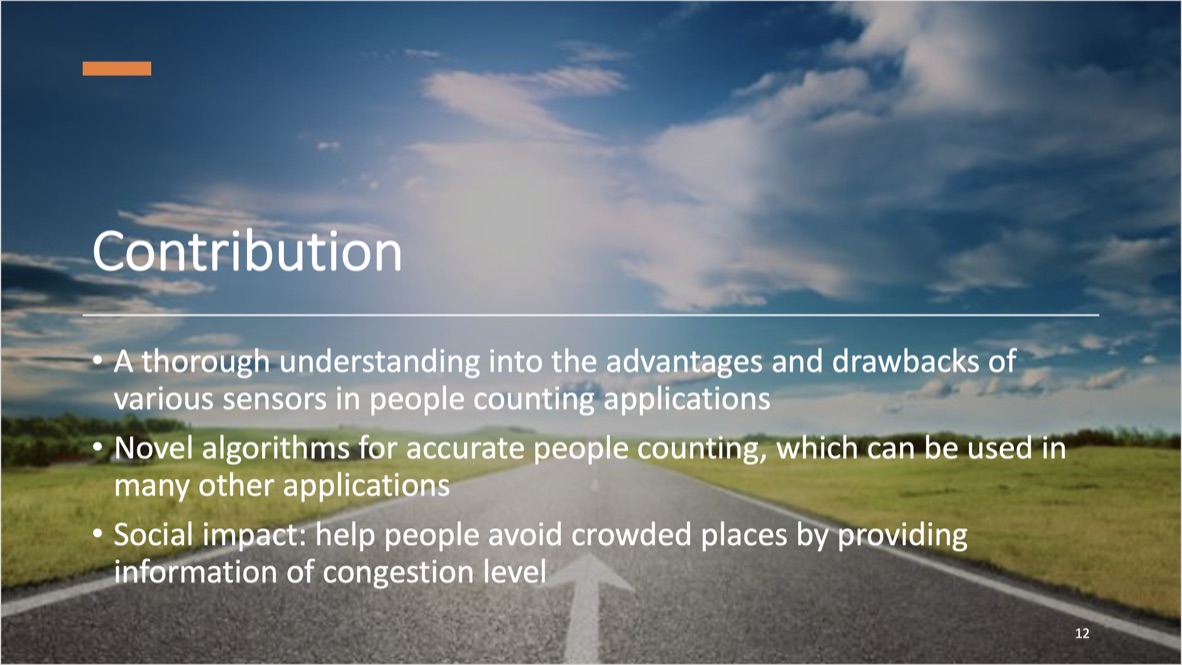 Contribution
• A thorough understanding into the advantages and drawbacks of
various sensors in people counting applications
• Novel algorithms for accurate people counting, which can be used in
many other applications
• Social impact: help people avoid crowded places by providing
information of congestion level
12